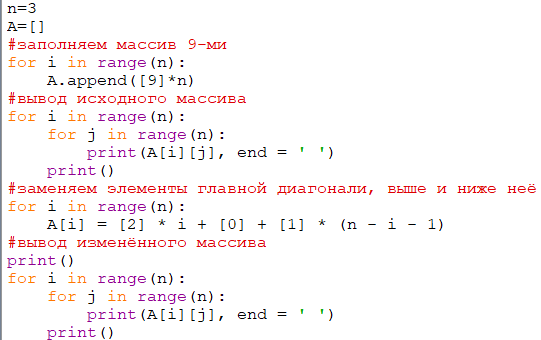 n=3
A=[]
#заполняем массив 9-ми
for i in range(n):
    A.append([9]*n)
#вывод исходного массива
for i in range(n):
    for j in range(n):
        print(A[i][j], end = ' ')
    print()
#заменяем элементы главной диагонали, выше и ниже неё
for i in range(n):
    A[i] = [2] * i + [0] + [1] * (n - i - 1)
#вывод изменённого массива
print()
for i in range(n):
    for j in range(n):
        print(A[i][j], end = ' ')
    print()